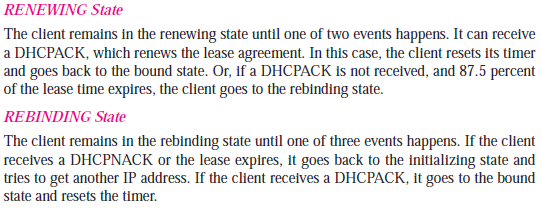 RENEWING State
The client remains in the renewing state until one of two events happens. It can receive
a DHCPACK, which renews the lease agreement. In this case, the client resets its timer
and goes back to the bound state. Or, if a DHCPACK is not received, and 87.5 percent
of the lease time expires, the client goes to the rebinding state.
REBINDING State
The client remains in the rebinding state until one of three events happens. If the client
receives a DHCPNACK or the lease expires, it goes back to the initializing state and
tries to get another IP address. If the client receives a DHCPACK, it goes to the bound
state and resets the timer.